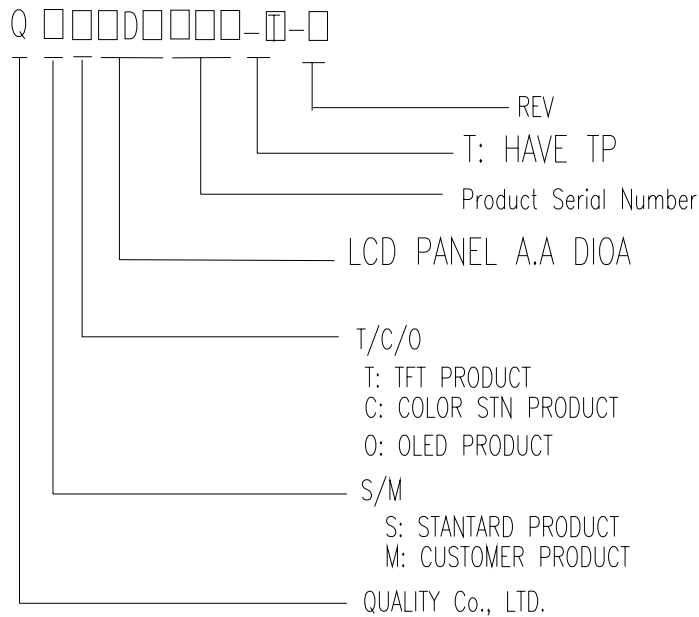 Q □ □ □D□ □□□-T-□
REV
T: HAVE TP
Product Serial Number
LCD PANEL A.A DIOA
T/C/O
T: TFT PRODUCT
C: COLOR STN PRODUCT
O: OLED PRODUCT
S/M
S: STANTARD PRODUCT
M: CUSTOMER PRODUCT
QUALITY Co., LTD.